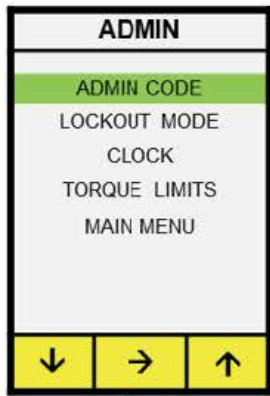 ADMIN
ADMIN CODE
LOCKOUT MODE
CLOCK
TORQUE LIMITS
MAIN MENU
↓ → ↑